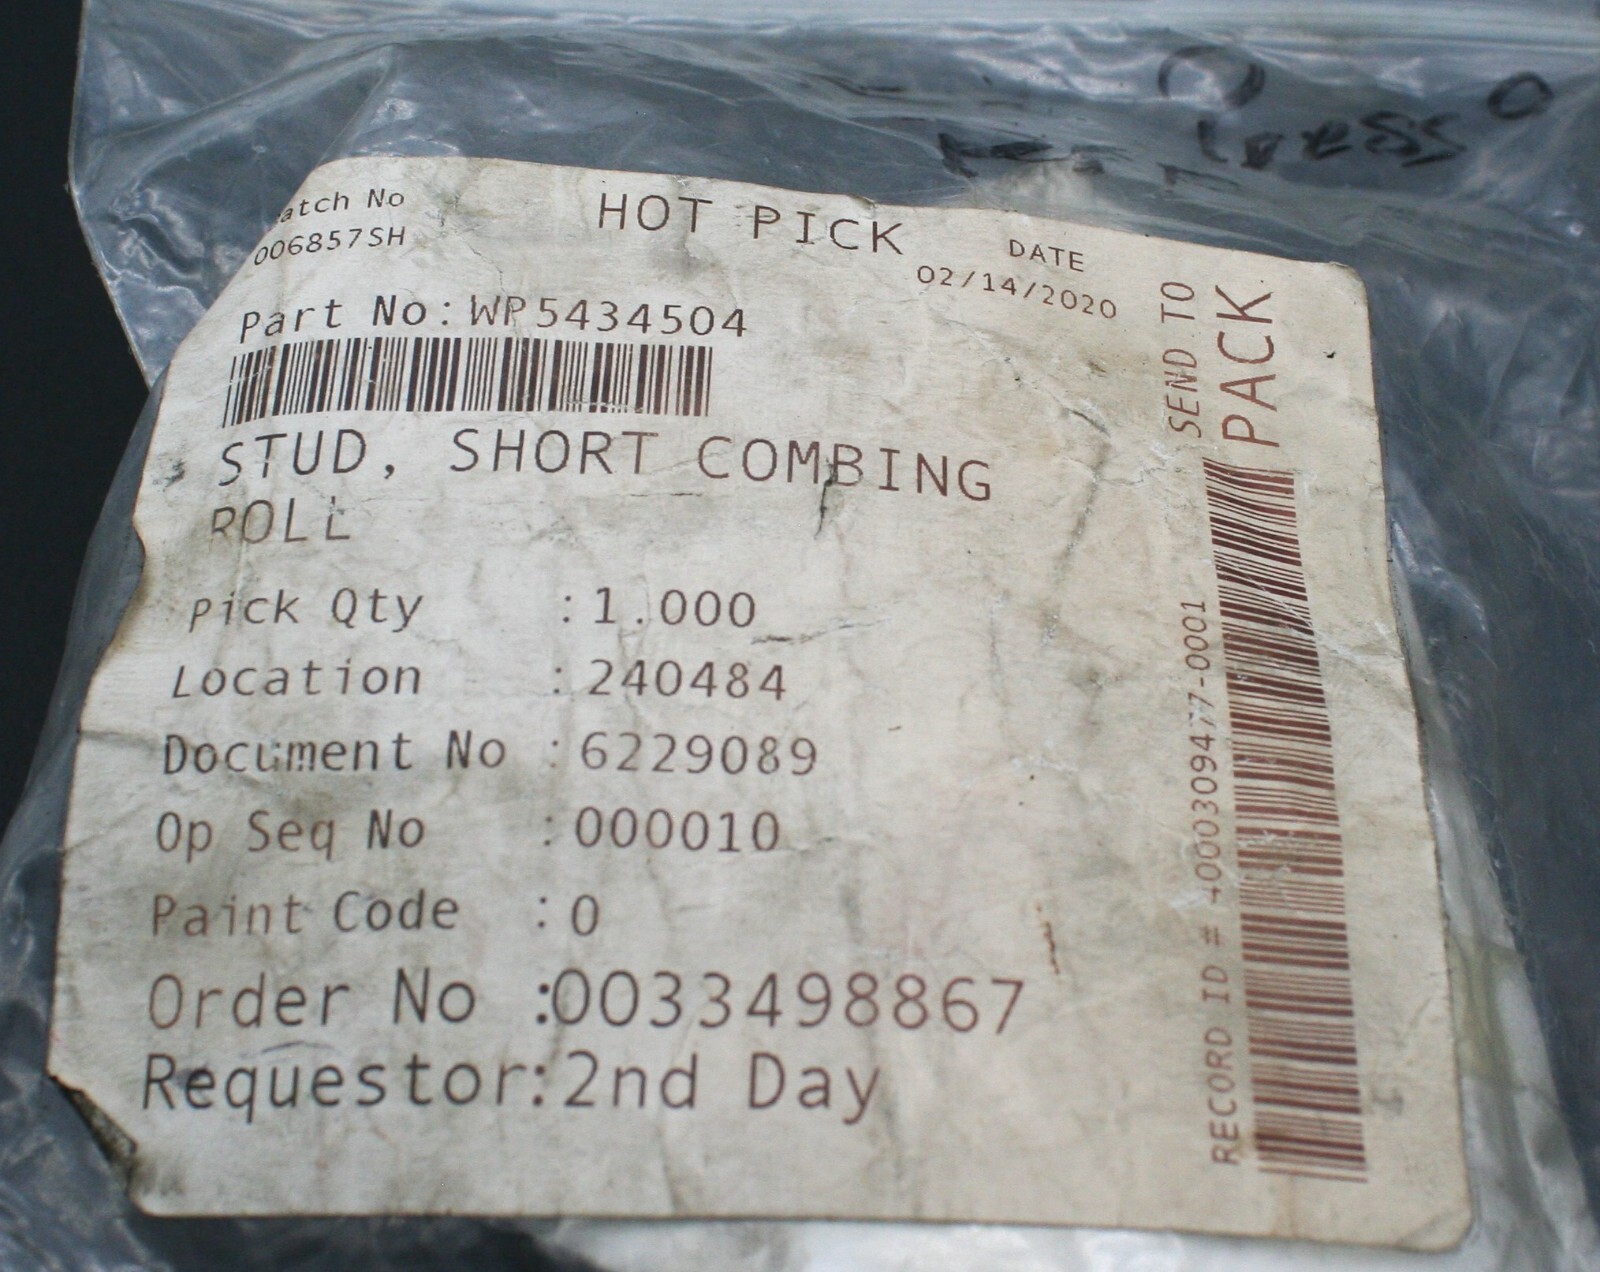 atch No
006857SH
HOT PICK
DATE
02/14/2020
Part No:WP5434504
STUD, SHORT COMBING
ROLL
Pick Qty :1.000
Location :240484
Document No :6229089
Op Seq No :000010
Paint Code :0
Order No :0033498867
Requestor:2nd Day
SEND TO
PACK
RECORD ID # 4000309477-0001